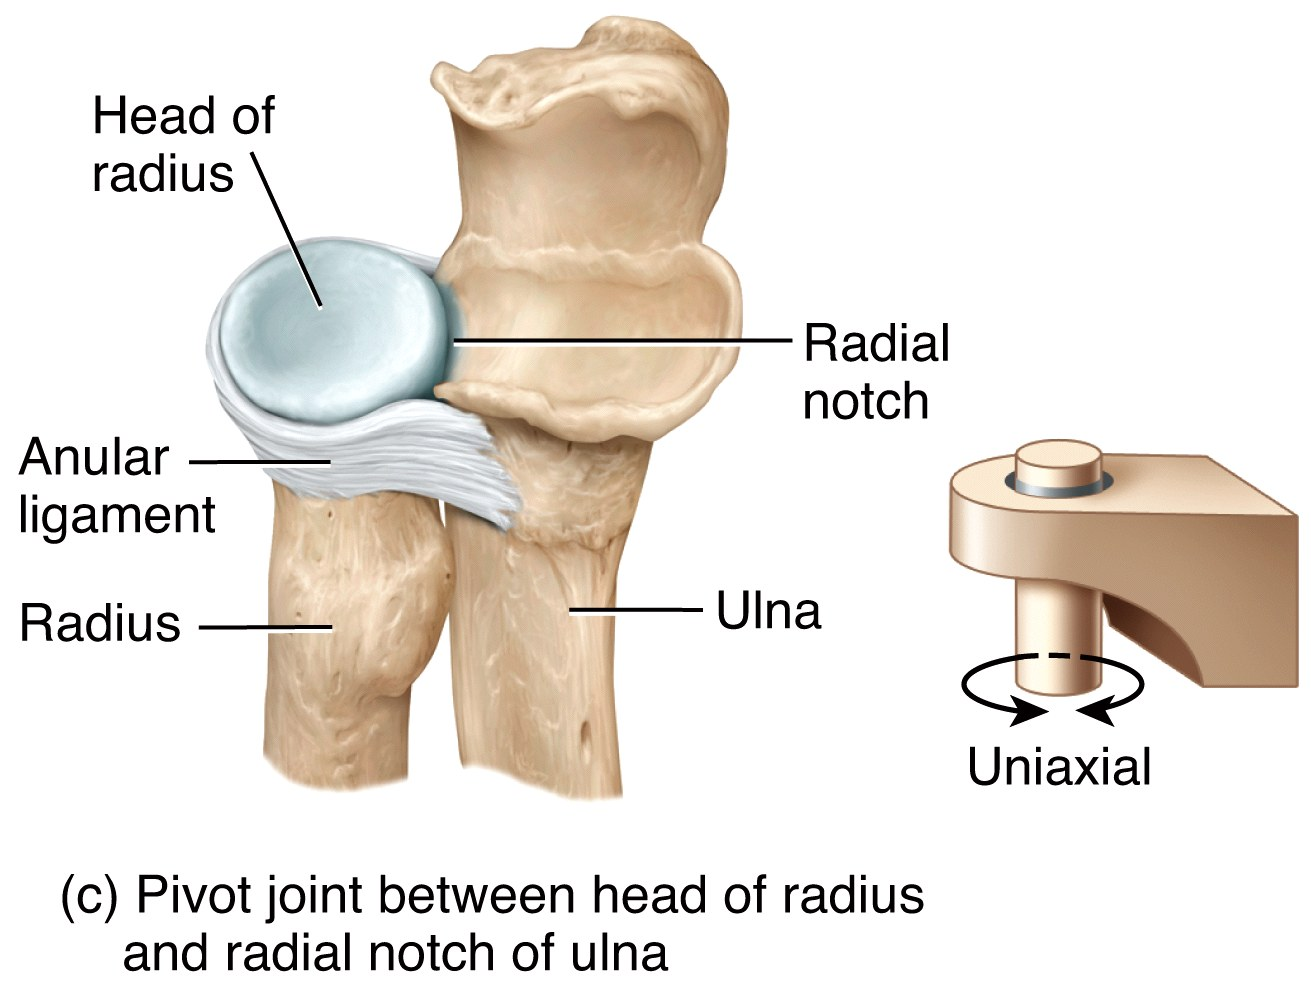 Head of
radius
Radial
notch
Anular
ligament
Radius
Ulna
Uniaxial
(c) Pivot joint between head of radius
and radial notch of ulna